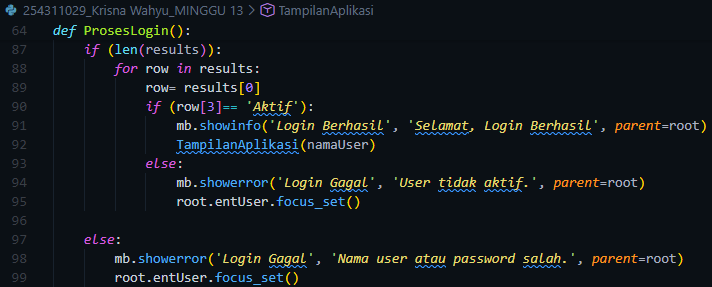 254311029_Krisna Wahyu_MINGGU 13 > TampilanAplikasi
64 def ProsesLogin():
87 if (len(results)):
88 for row in results:
89 row= results[0]
90 if (row[3]== 'Aktif'):
91 mb.showinfo('Login Berhasil', 'Selamat, Login Berhasil', parent=root)
92 TampilanAplikasi(namaUser)
93 else:
94 mb.showerror('Login Gagal', 'User tidak aktif.', parent=root)
95 root.entUser.focus_set()
96
97 else:
98 mb.showerror('Login Gagal', 'Nama user atau password salah.', parent=root)
99 root.entUser.focus_set()